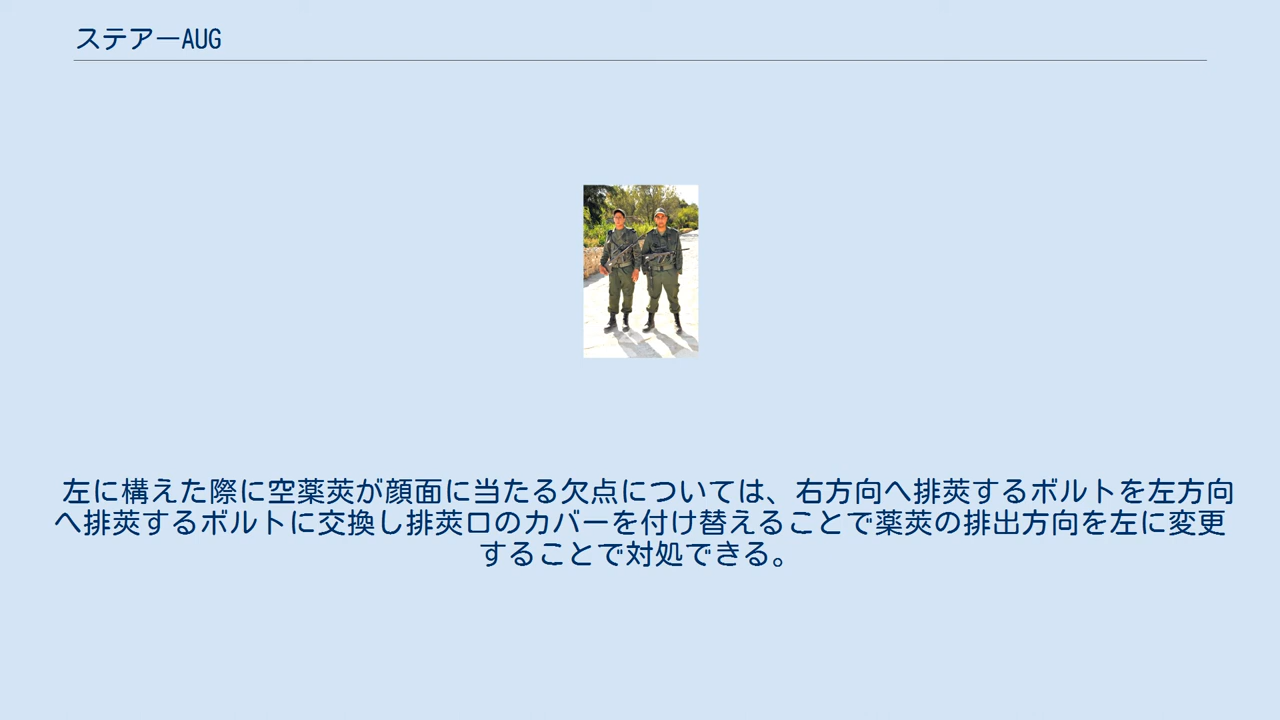 ステアーAUG
左に構えた際に空薬莢が顔面に当たる欠点については、右方向へ排莢するボルトを左方向
へ排莢するボルトに交換し排莢口のカバーを付け替えることで薬莢の排出方向を左に変更
することで対処できる。